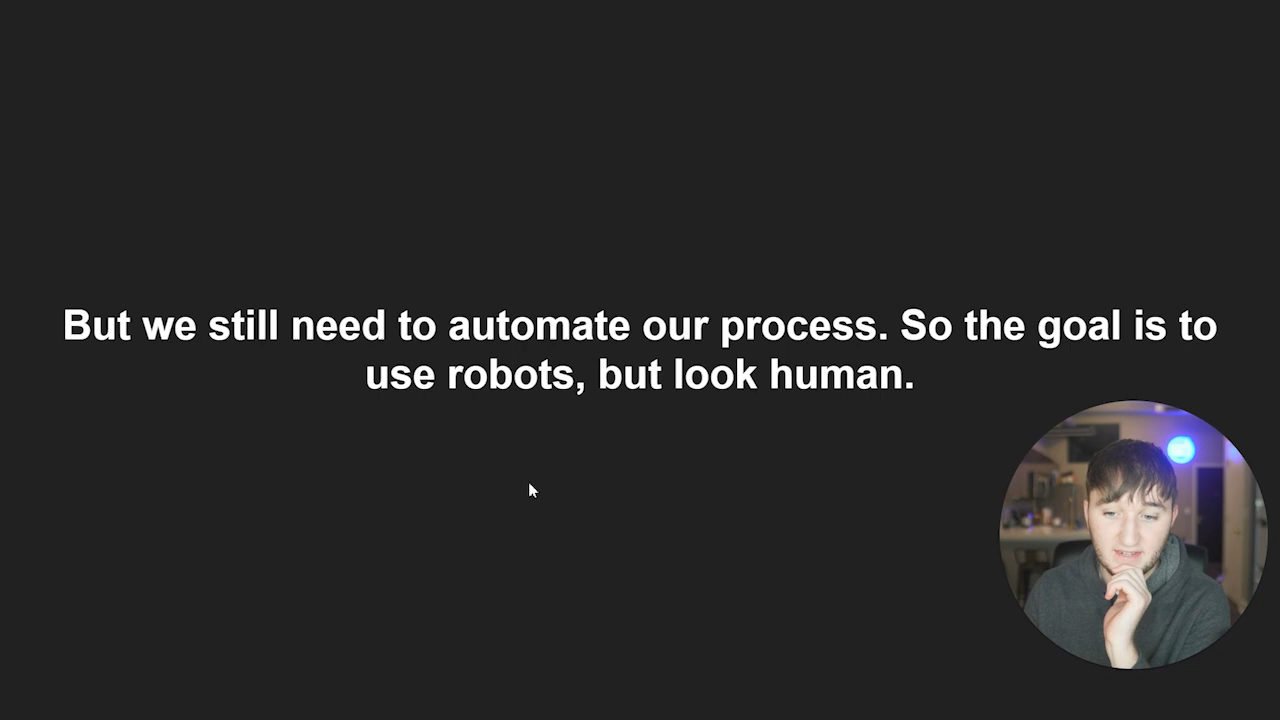 But we still need to automate our process. So the goal is to
use robots, but look human.